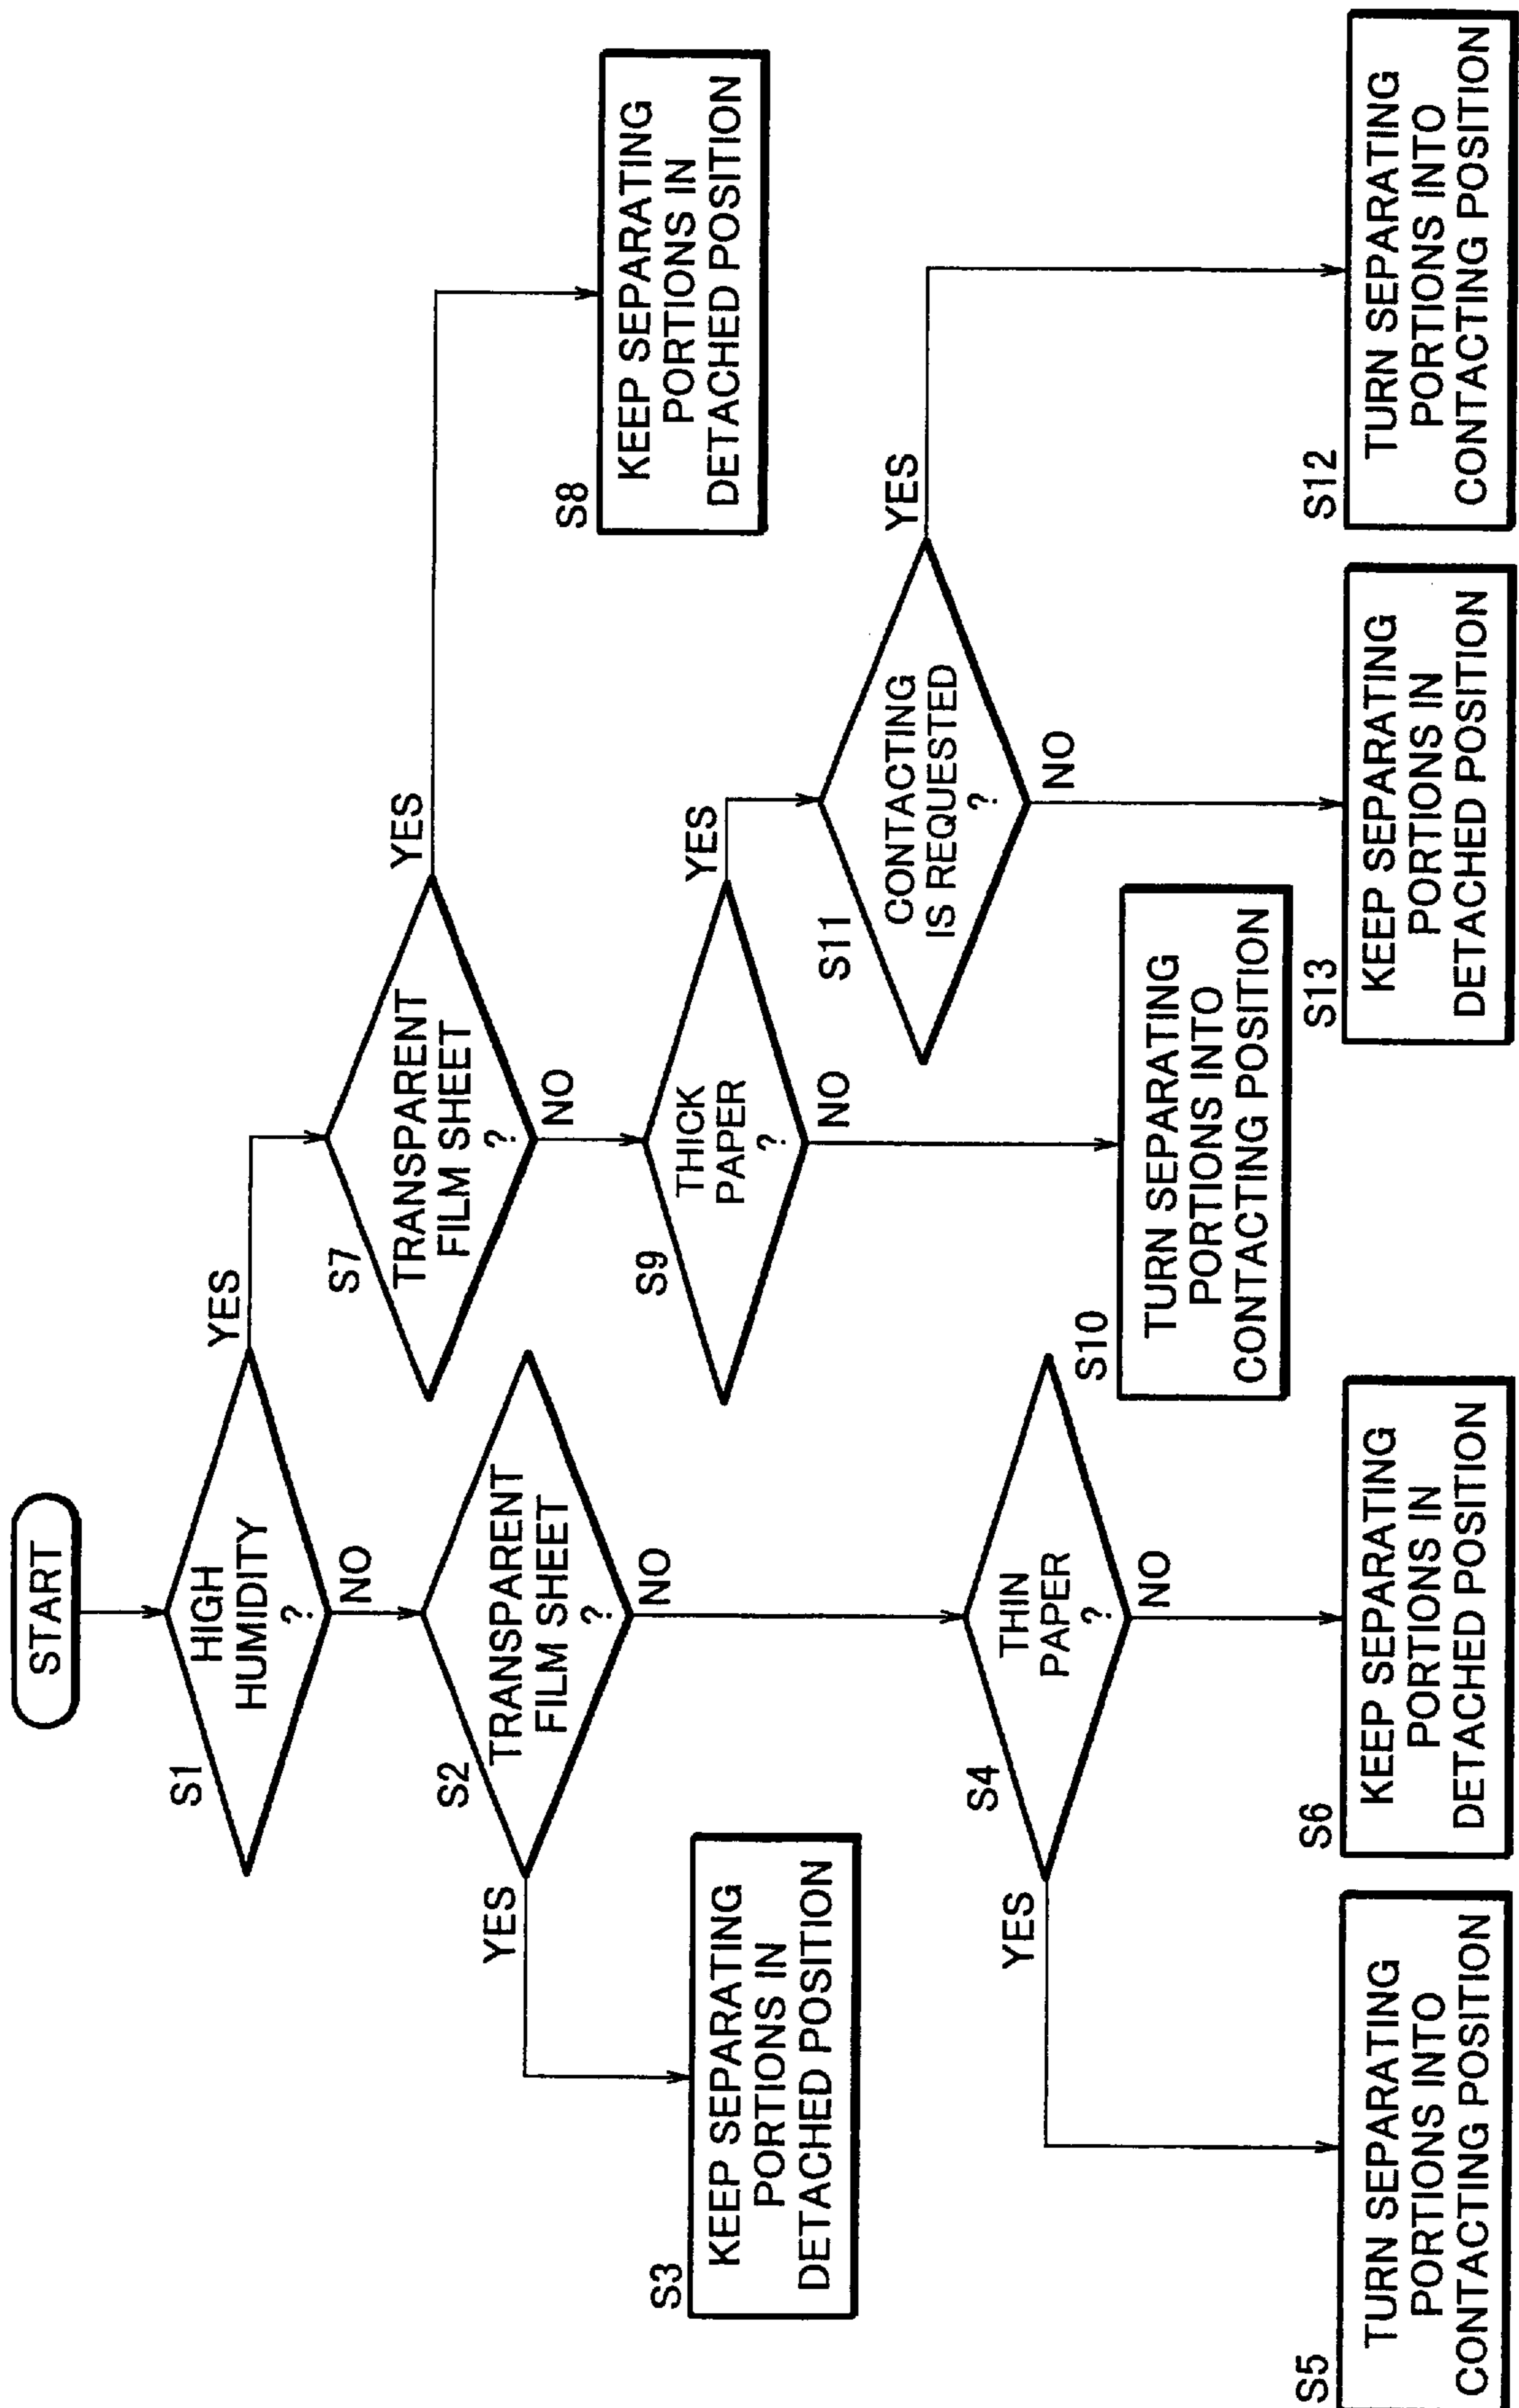 START
S1
HIGH
HUMIDITY
?
YES
NO
S2
TRANSPARENT
FILM SHEET
?
YES
NO
S3
KEEP SEPARATING
PORTIONS IN
DETACHED POSITION
S4
THIN
PAPER
?
YES
NO
S5
TURN SEPARATING
PORTIONS INTO
CONTACTING POSITION
S6
KEEP SEPARATING
PORTIONS IN
DETACHED POSITION
S7
TRANSPARENT
FILM SHEET
?
YES
NO
S8
KEEP SEPARATING
PORTIONS IN
DETACHED POSITION
S9
THICK
PAPER
?
YES
NO
S10
TURN SEPARATING
PORTIONS INTO
CONTACTING POSITION
S11
CONTACTING
IS REQUESTED
?
YES
NO
S12
TURN SEPARATING
PORTIONS INTO
CONTACTING POSITION
S13
KEEP SEPARATING
PORTIONS IN
DETACHED POSITION